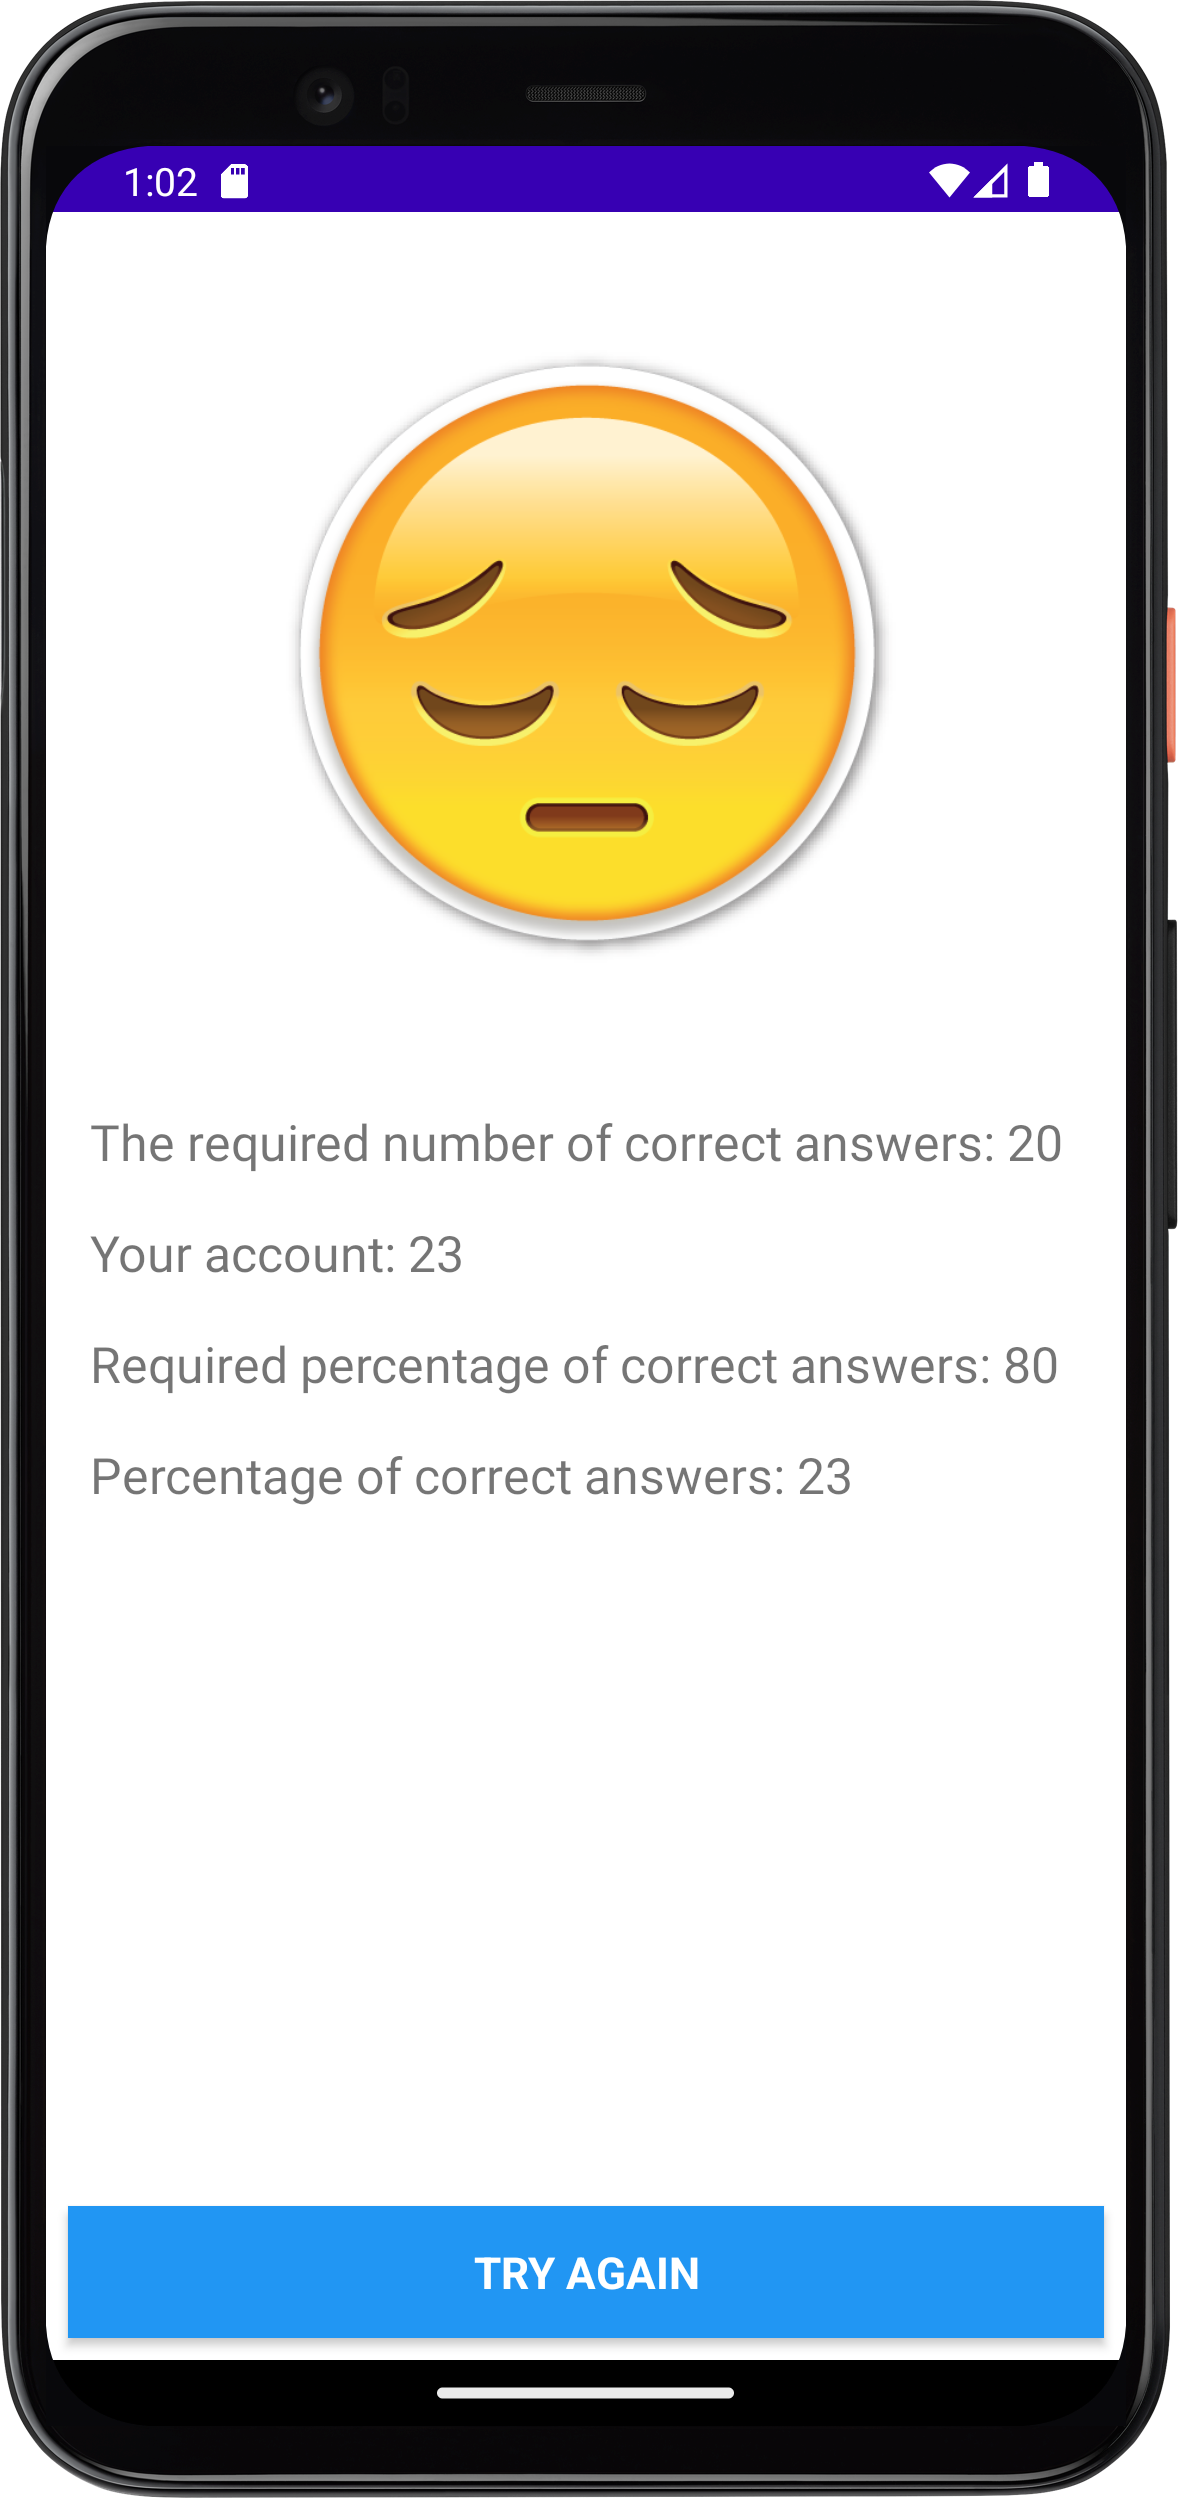 1:02
The required number of correct answers: 20
Your account: 23
Required percentage of correct answers: 80
Percentage of correct answers: 23
TRY AGAIN